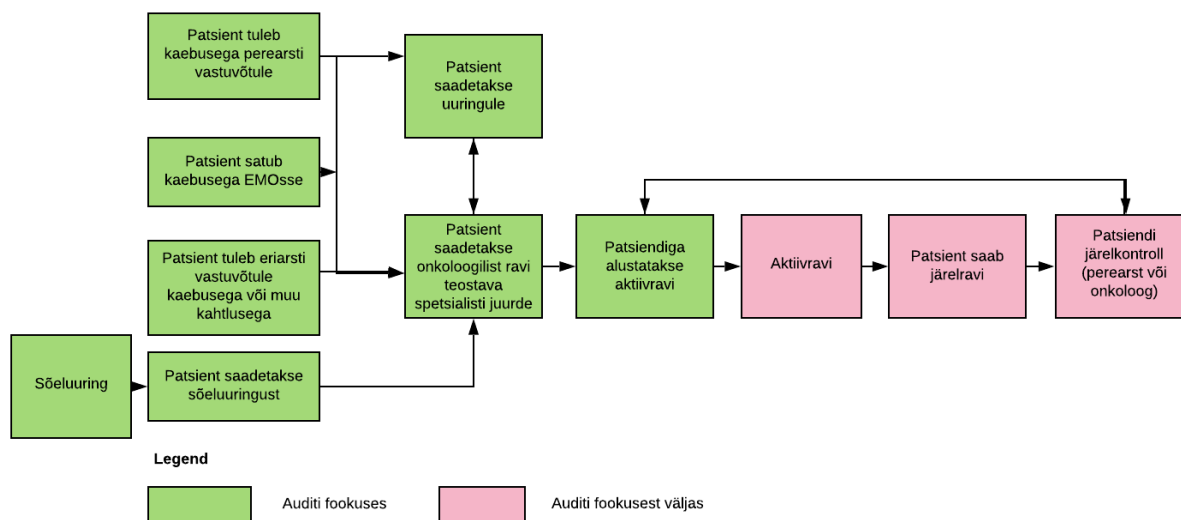 Patsient tuleb
kaebusega perearsti
vastuvõtule
Patsient
saadetakse
uuringule
Patsient satub
kaebusega EMOsse
Patsient tuleb eriarsti
vastuvõtule
kaebusega või muu
kahtlusega
Patsient
saadetakse
onkoloogilist ravi
teostava
spetsialisti juurde
Patsiendiga
alustatakse
aktiivravi
Aktiivravi
Patsient saab
järelravi
Patsiendi
järelkontroll
(perearst või
onkoloog)
Sõeluuring
Patsient saadetakse
sõeluuringust
Legend
Auditi fookuses
Auditi fookusest väljas